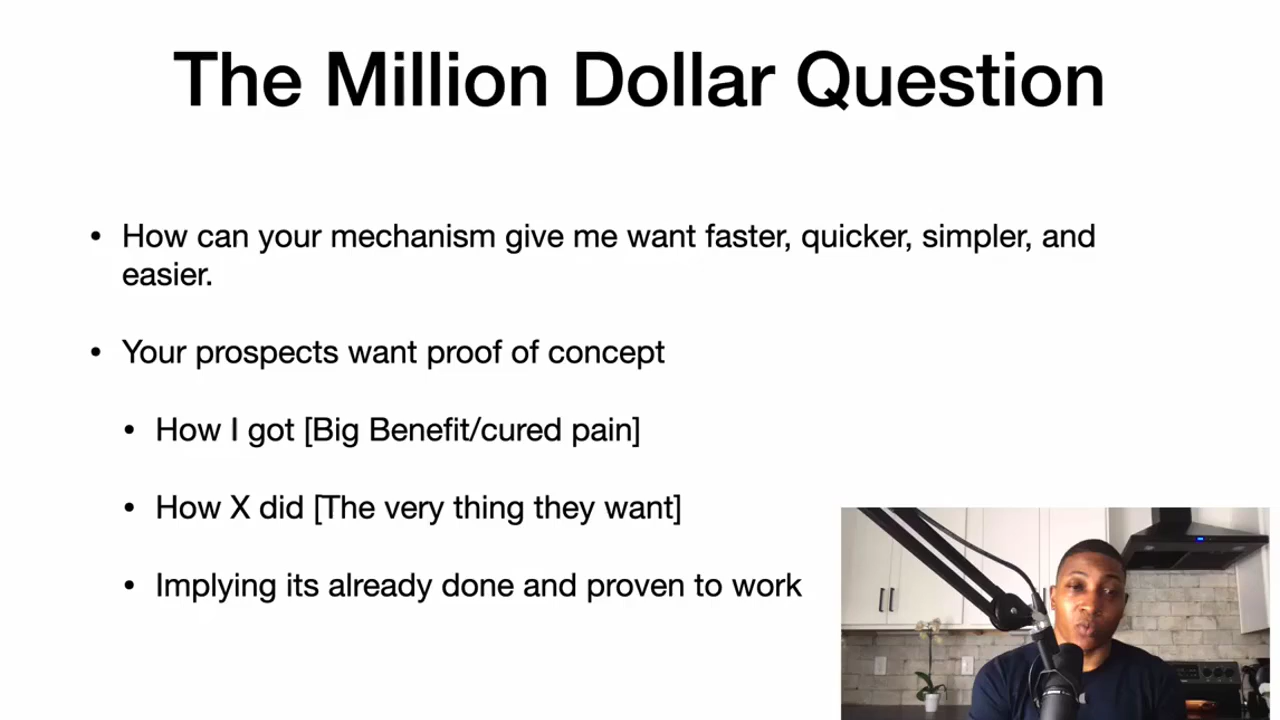 The Million Dollar Question
• How can your mechanism give me want faster, quicker, simpler, and
easier.
• Your prospects want proof of concept
• How I got [Big Benefit/cured pain]
• How X did [The very thing they want]
• Implying its already done and proven to work